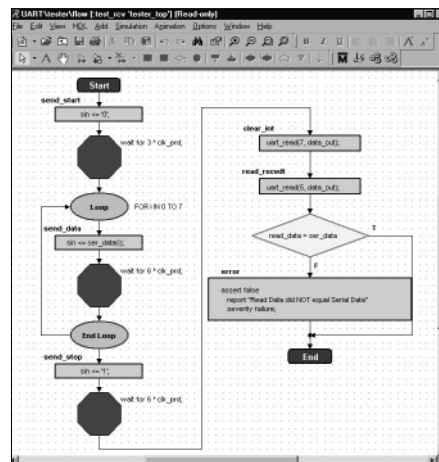 UART\tester\flow [:test_rcv 'tester_top'] (Read-only)
File Edit View HDL Add Simulation Animation Options Window Help
Start
send_start
sin <= '0';
wait for 3 * clk_prd;
Loop
FOR i IN 0 TO 7
send_data
sin <= ser_data(i);
wait for 6 * clk_prd;
End Loop
send_stop
sin <= '1';
wait for 6 * clk_prd;
clear_int
uart_read(7, data_out);
read_recvdt
uart_read(5, data_out);
read_data = ser_data
T
F
error
assert false
report "Read Data did NOT equal Serial Data"
severity failure;
End